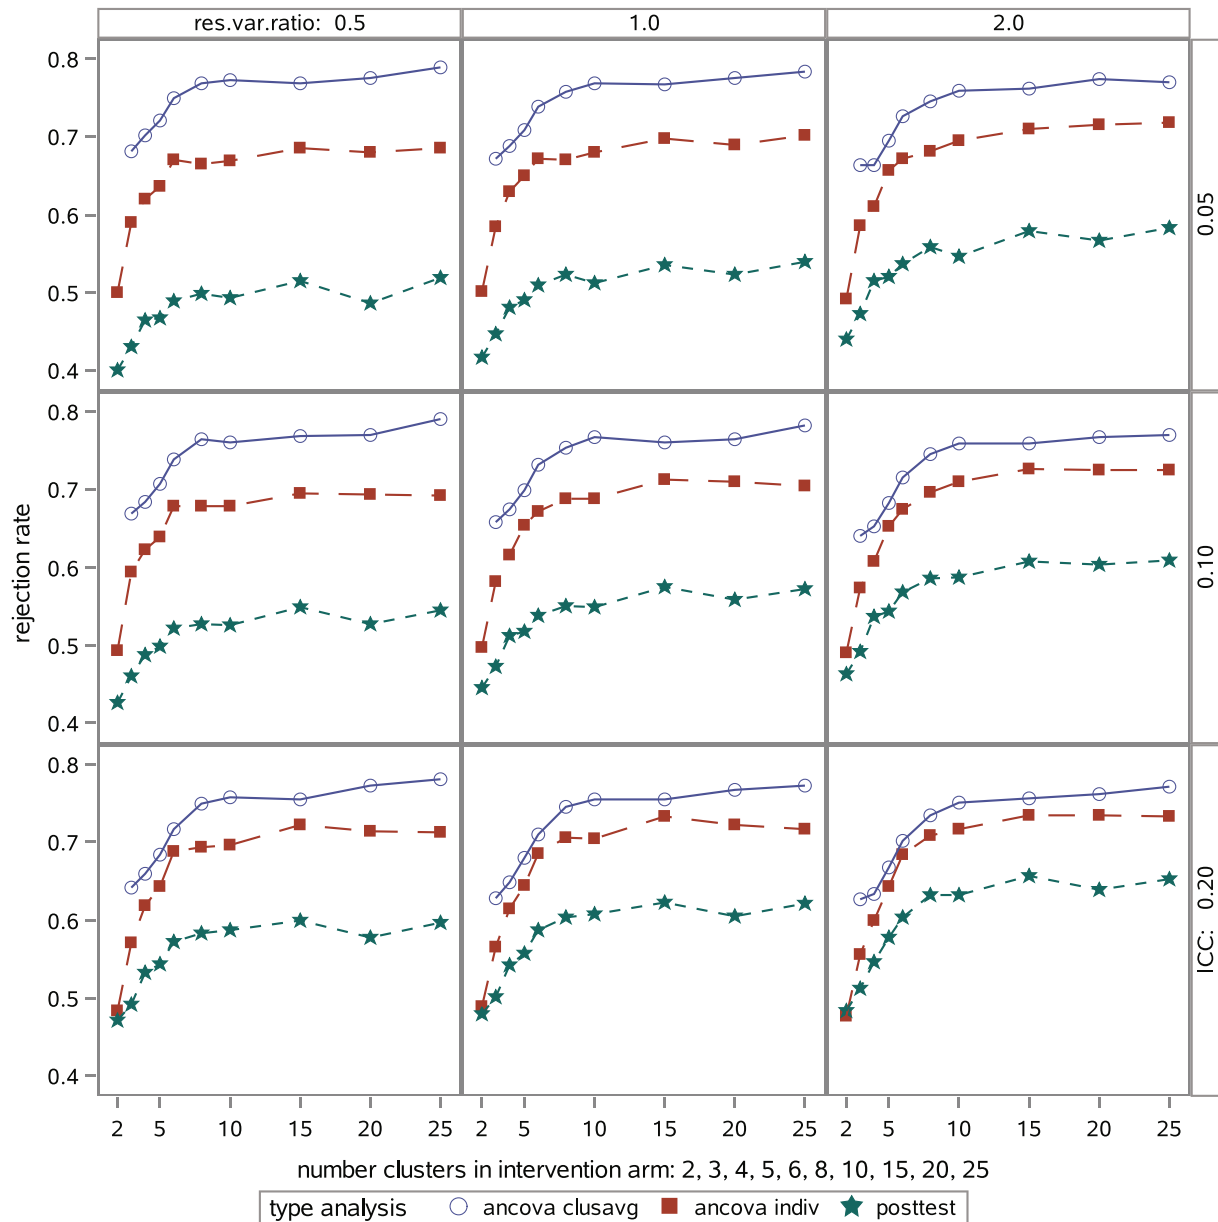 res.var.ratio: 0.5
1.0
2.0
0.8
0.7
0.6
0.5
0.4
0.05
0.8
0.7
0.6
0.5
0.4
0.10
rejection rate
0.8
0.7
0.6
0.5
0.4
ICC: 0.20
2 5 10 15 20 25
2 5 10 15 20 25
2 5 10 15 20 25
number clusters in intervention arm: 2, 3, 4, 5, 6, 8, 10, 15, 20, 25
type analysis ancova clusavg ancova indiv posttest